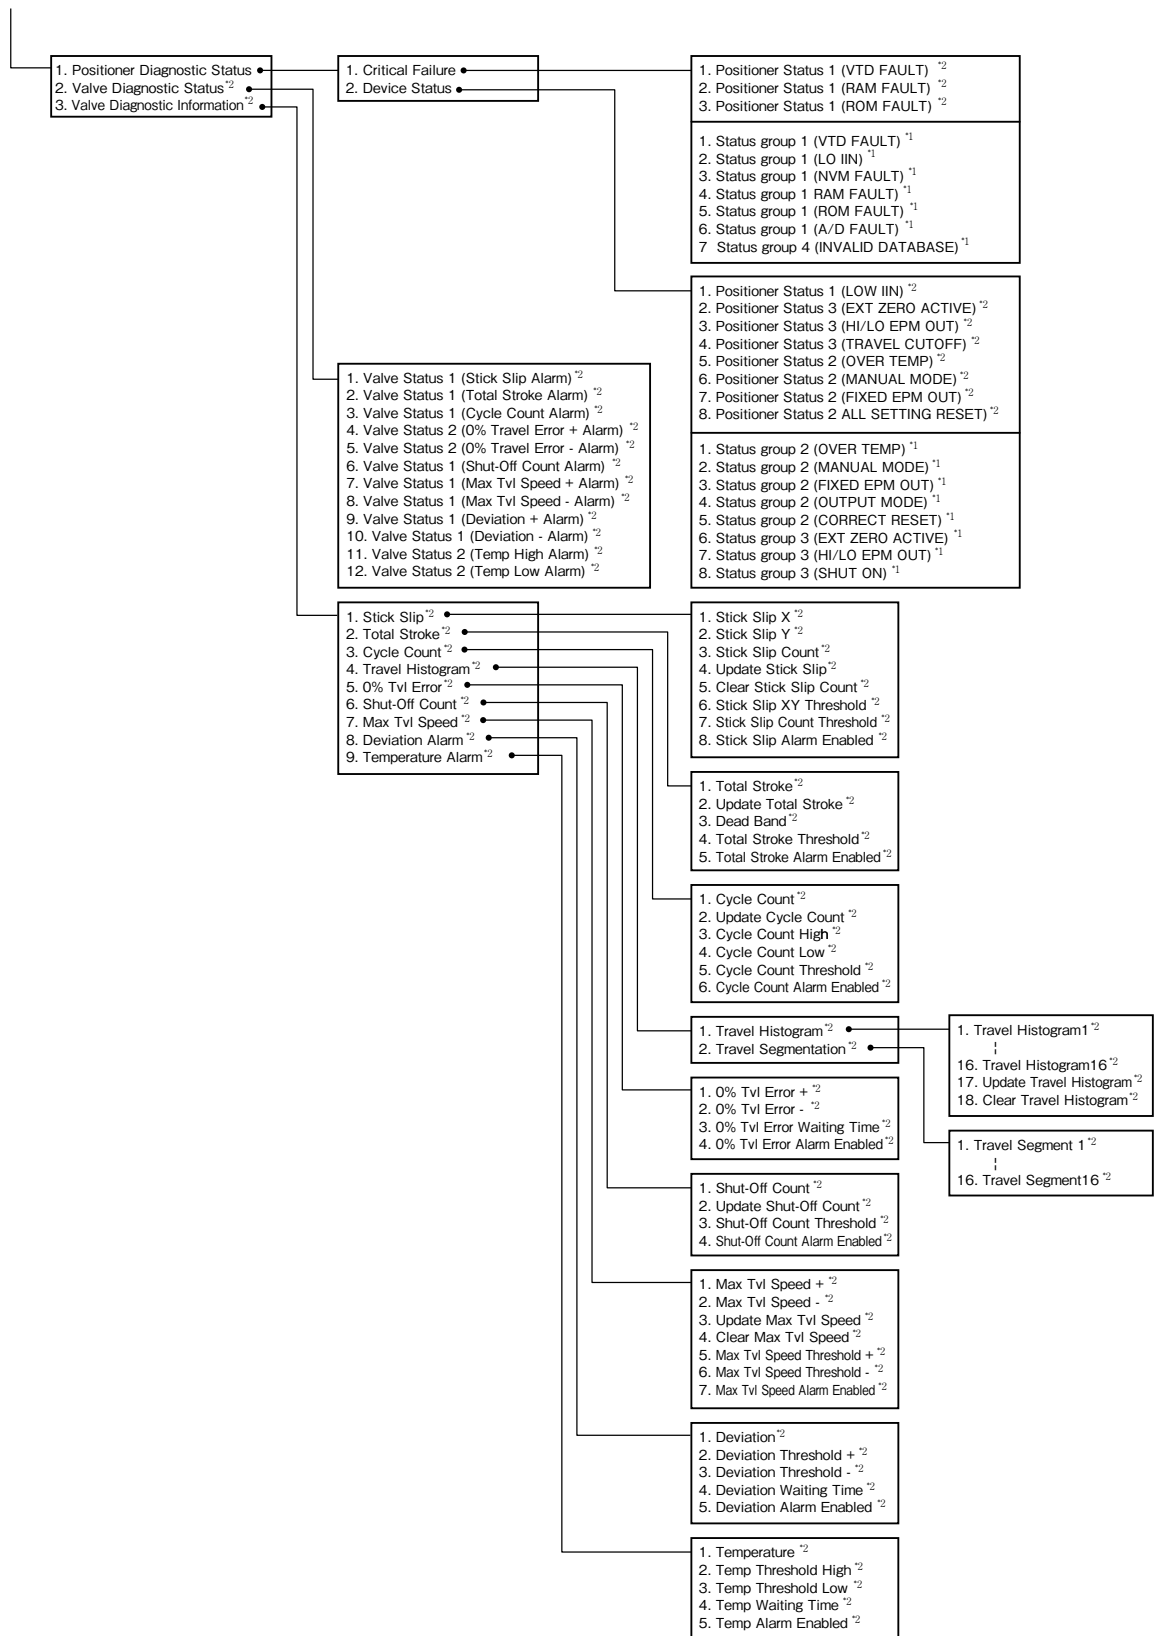 1. Positioner Diagnostic Status
2. Valve Diagnostic Status*2
3. Valve Diagnostic Information*2
1. Critical Failure
2. Device Status
1. Positioner Status 1 (VTD FAULT) *2
2. Positioner Status 1 (RAM FAULT) *2
3. Positioner Status 1 (ROM FAULT) *2
1. Status group 1 (VTD FAULT) *1
2. Status group 1 (LO IIN) *1
3. Status group 1 (NVM FAULT) *1
4. Status group 1 RAM FAULT) *1
5. Status group 1 (ROM FAULT) *1
6. Status group 1 (A/D FAULT) *1
7 Status group 4 (INVALID DATABASE) *1
1. Positioner Status 1 (LOW IIN) *2
2. Positioner Status 3 (EXT ZERO ACTIVE) *2
3. Positioner Status 3 (HI/LO EPM OUT) *2
4. Positioner Status 3 (TRAVEL CUTOFF) *2
5. Positioner Status 2 (OVER TEMP) *2
6. Positioner Status 2 (MANUAL MODE) *2
7. Positioner Status 2 (FIXED EPM OUT) *2
8. Positioner Status 2 ALL SETTING RESET) *2
1. Status group 2 (OVER TEMP) *1
2. Status group 2 (MANUAL MODE) *1
3. Status group 2 (FIXED EPM OUT) *1
4. Status group 2 (OUTPUT MODE) *1
5. Status group 2 (CORRECT RESET) *1
6. Status group 3 (EXT ZERO ACTIVE) *1
7. Status group 3 (HI/LO EPM OUT) *1
8. Status group 3 (SHUT ON) *1
1. Valve Status 1 (Stick Slip Alarm) *2
2. Valve Status 1 (Total Stroke Alarm) *2
3. Valve Status 1 (Cycle Count Alarm) *2
4. Valve Status 2 (0% Travel Error + Alarm) *2
5. Valve Status 2 (0% Travel Error - Alarm) *2
6. Valve Status 1 (Shut-Off Count Alarm) *2
7. Valve Status 1 (Max Tvl Speed + Alarm) *2
8. Valve Status 1 (Max Tvl Speed - Alarm) *2
9. Valve Status 1 (Deviation + Alarm) *2
10. Valve Status 1 (Deviation - Alarm) *2
11. Valve Status 2 (Temp High Alarm) *2
12. Valve Status 2 (Temp Low Alarm) *2
1. Stick Slip*2
2. Total Stroke*2
3. Cycle Count*2
4. Travel Histogram*2
5. 0% Tvl Error*2
6. Shut-Off Count *2
7. Max Tvl Speed *2
8. Deviation Alarm*2
9. Temperature Alarm*2
1. Stick Slip X *2
2. Stick Slip Y *2
3. Stick Slip Count*2
4. Update Stick Slip*2
5. Clear Stick Slip Count *2
6. Stick Slip XY Threshold *2
7. Stick Slip Count Threshold *2
8. Stick Slip Alarm Enabled *2
1. Total Stroke*2
2. Update Total Stroke*2
3. Dead Band*2
4. Total Stroke Threshold*2
5. Total Stroke Alarm Enabled*2
1. Cycle Count*2
2. Update Cycle Count*2
3. Cycle Count High*2
4. Cycle Count Low*2
5. Cycle Count Threshold*2
6. Cycle Count Alarm Enabled*2
1. Travel Histogram*2
2. Travel Segmentation*2
1. Travel Histogram1*2
16. Travel Histogram16*2
17. Update Travel Histogram*2
18. Clear Travel Histogram*2
1. Travel Segment 1*2
16. Travel Segment16*2
1. 0% Tvl Error + *2
2. 0% Tvl Error - *2
3. 0% Tvl Error Waiting Time*2
4. 0% Tvl Error Alarm Enabled*2
1. Shut-Off Count *2
2. Update Shut-Off Count*2
3. Shut-Off Count Threshold *2
4. Shut-Off Count Alarm Enabled*2
1. Max Tvl Speed + *2
2. Max Tvl Speed - *2
3. Update Max Tvl Speed *2
4. Clear Max Tvl Speed *2
5. Max Tvl Speed Threshold + *2
6. Max Tvl Speed Threshold - *2
7. Max Tvl Speed Alarm Enabled*2
1. Deviation*2
2. Deviation Threshold + *2
3. Deviation Threshold - *2
4. Deviation Waiting Time *2
5. Deviation Alarm Enabled *2
1. Temperature *2
2. Temp Threshold High *2
3. Temp Threshold Low *2
4. Temp Waiting Time *2
5. Temp Alarm Enabled *2